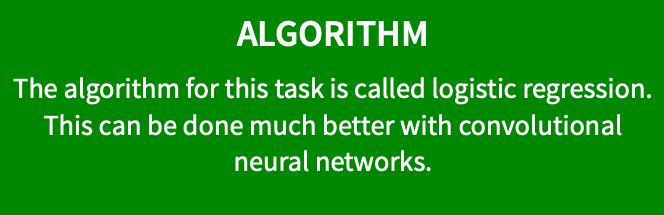 ALGORITHM
The algorithm for this task is called logistic regression.
This can be done much better with convolutional
neural networks.